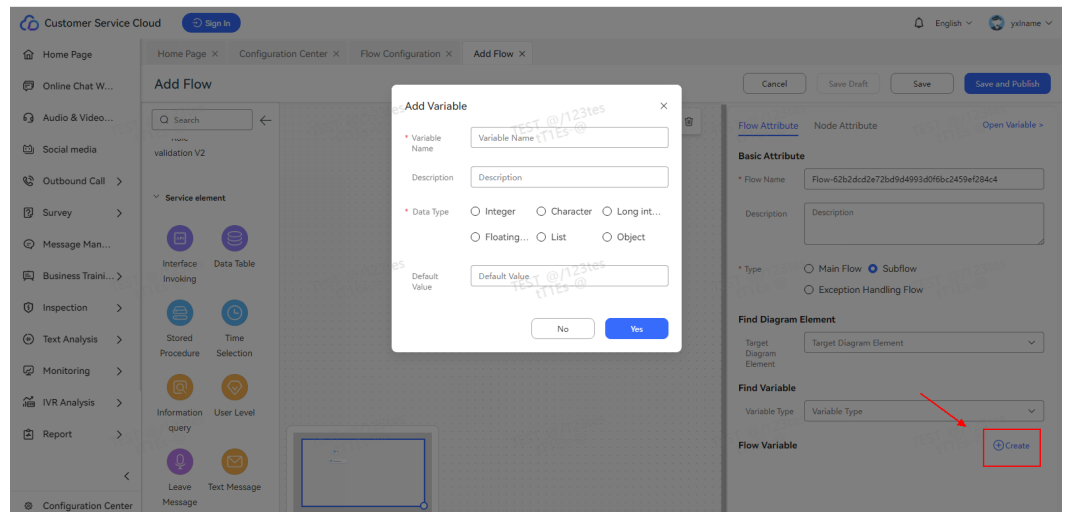 Customer Service Cloud
Sign In
English
yxlname
Home Page
Online Chat W...
Audio & Video...
Social media
Outbound Call
Survey
Message Man...
Business Traini...
Inspection
Text Analysis
Monitoring
IVR Analysis
Report
Configuration Center
Home Page ×
Configuration Center ×
Flow Configuration ×
Add Flow ×
Add Flow
Cancel
Save Draft
Save
Save and Publish
Search
validation V2
Service element
Interface
Invoking
Data Table
Stored
Procedure
Time
Selection
Information
query
User Level
Leave
Message
Text Message
Add Variable
* Variable
Name
Variable Name
Description
Description
* Data Type
Integer
Character
Long int...
Floating...
List
Object
Default
Value
Default Value
No
Yes
TEST_@/123tes
tT1Es-@
TEST_@/123tes
tT1Es-@
Flow Attribute
Node Attribute
Open Variable »
Basic Attribute
* Flow Name
Flow-62b2dcd2e72bd9d4993d0f6bc2459ef284c4
Description
Description
* Type
Main Flow
Subflow
Exception Handling Flow
Find Diagram Element
Target
Diagram
Element
Target Diagram Element
Find Variable
Variable Type
Variable Type
Flow Variable
Create